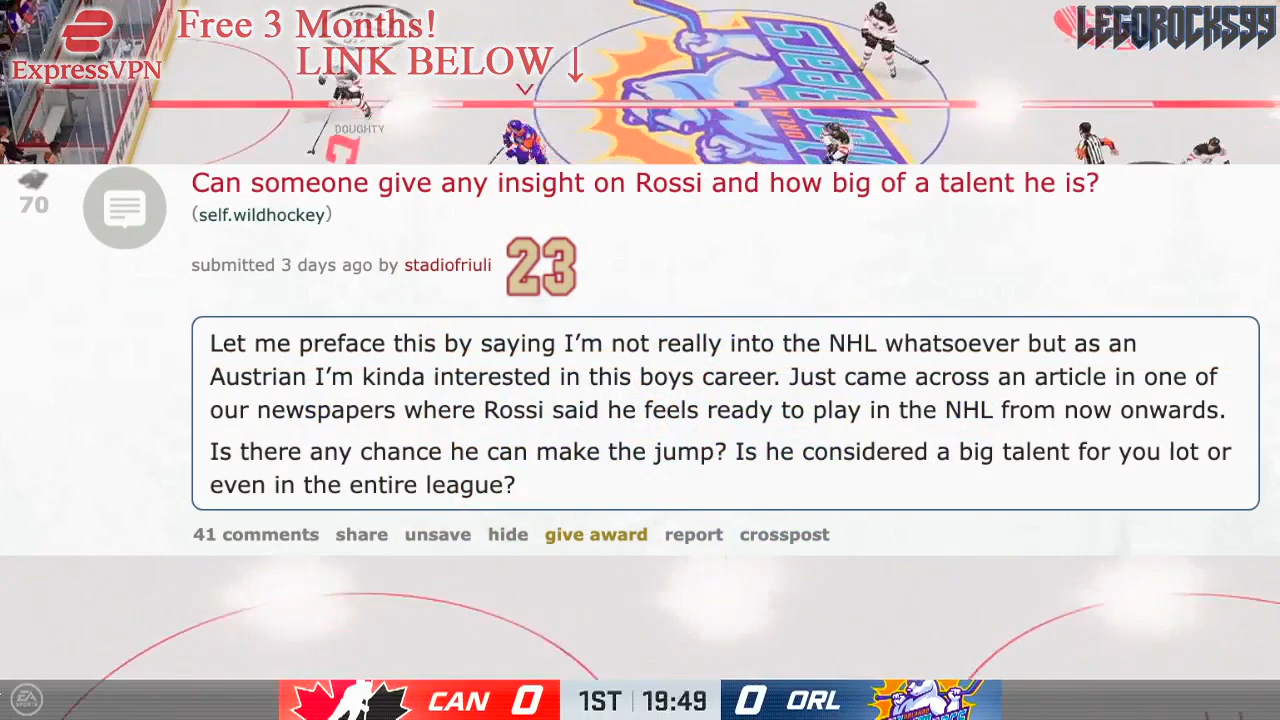 Free 3 Months!
LEGOROCKS99
ExpressVPN
LINK BELOW ↓
SOLAR BEARS
ORLANDO
DOUGHTY
70
Can someone give any insight on Rossi and how big of a talent he is?
(self.wildhockey)
submitted 3 days ago by stadiofriuli
23
Let me preface this by saying I’m not really into the NHL whatsoever but as an
Austrian I’m kinda interested in this boys career. Just came across an article in one of
our newspapers where Rossi said he feels ready to play in the NHL from now onwards.
Is there any chance he can make the jump? Is he considered a big talent for you lot or
even in the entire league?
41 comments share unsave hide give award report crosspost
EA SPORTS
CAN 0 1ST 19:49 0 ORL